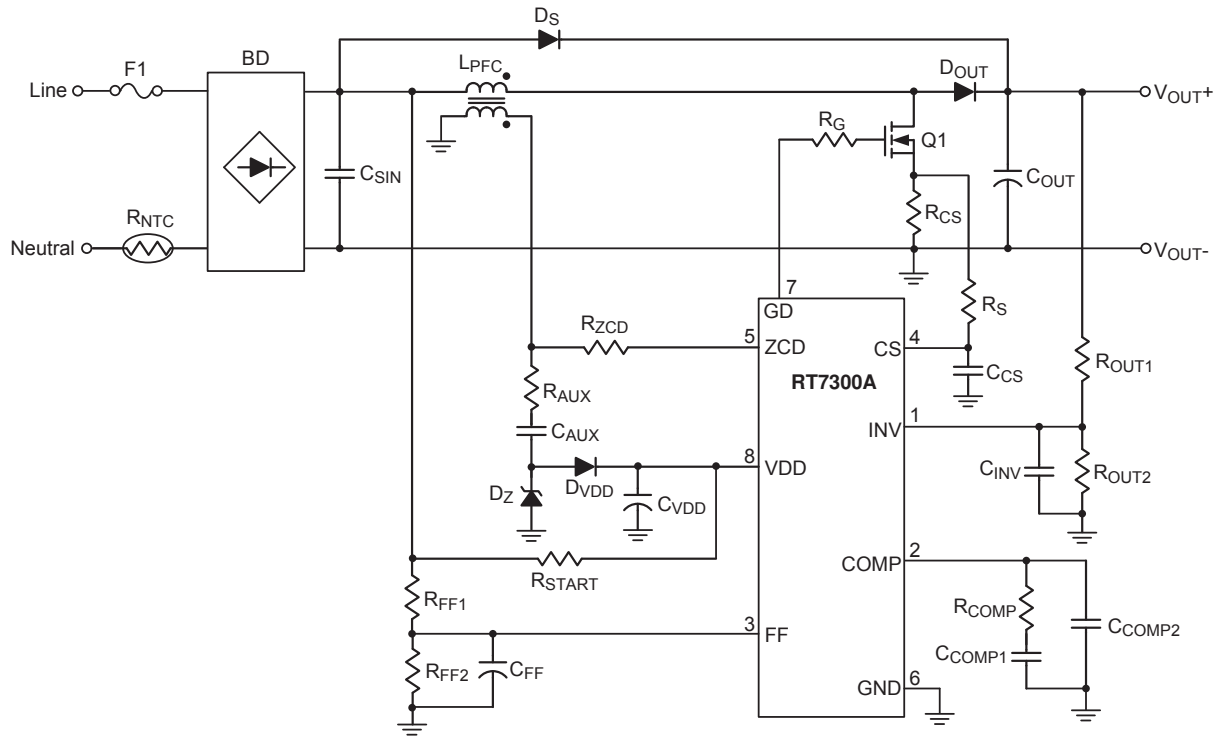 DS
BD
LPFC
F1
DOUT
Line
VOUT+
RG
Q1
CSIN
COUT
RNTC
RCS
Neutral
VOUT-
7
GD
RS
RZCD
5
ZCD
CS
4
RT7300A
CCS
ROUT1
RAUX
1
INV
CAUX
8
VDD
CINV
ROUT2
DZ
DVDD
CVDD
2
COMP
RSTART
RFF1
RCOMP
CCOMP2
3
FF
CCOMP1
RFF2
CFF
GND
6